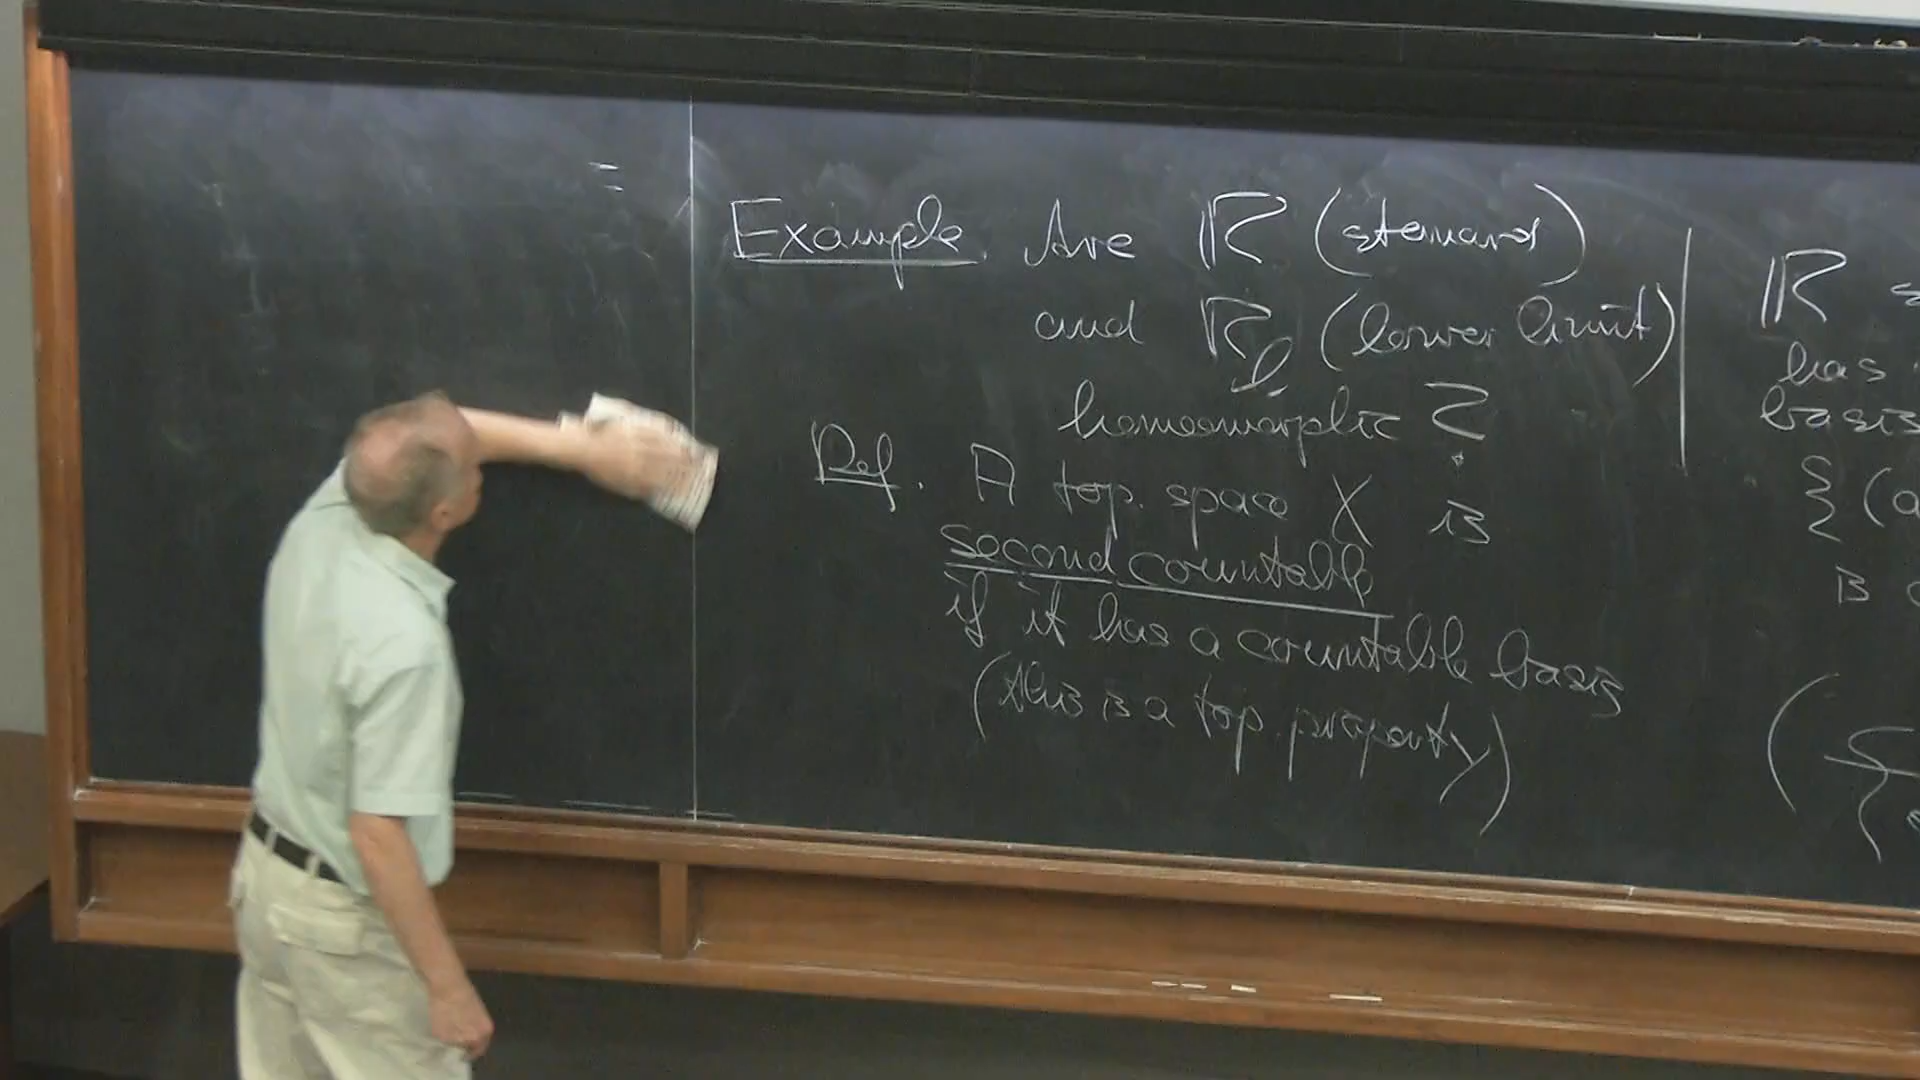 =
Example. Are ℝ (standard)
and ℝ_ℓ (lower limit)
homeomorphic ?
Def. A top. space X is
second countable
if it has a countable basis
(this is a top. property)
ℝ
has
basis
{(a
is
(